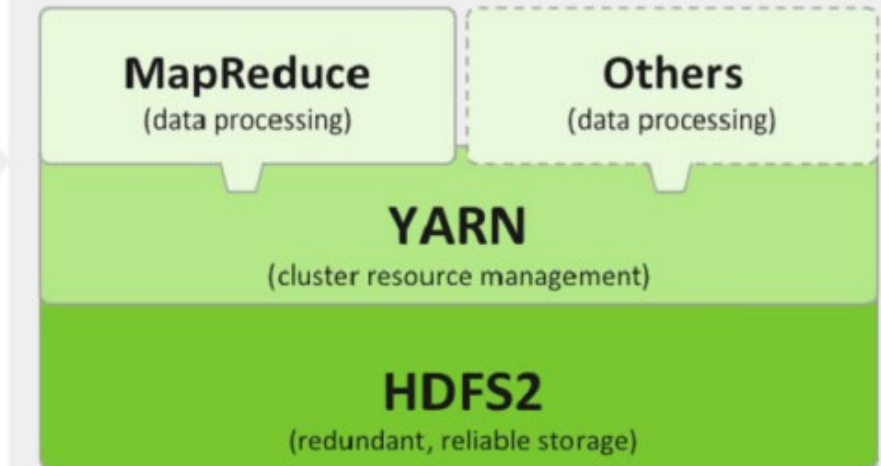 MapReduce
(data processing)
Others
(data processing)
YARN
(cluster resource management)
HDFS2
(redundant, reliable storage)